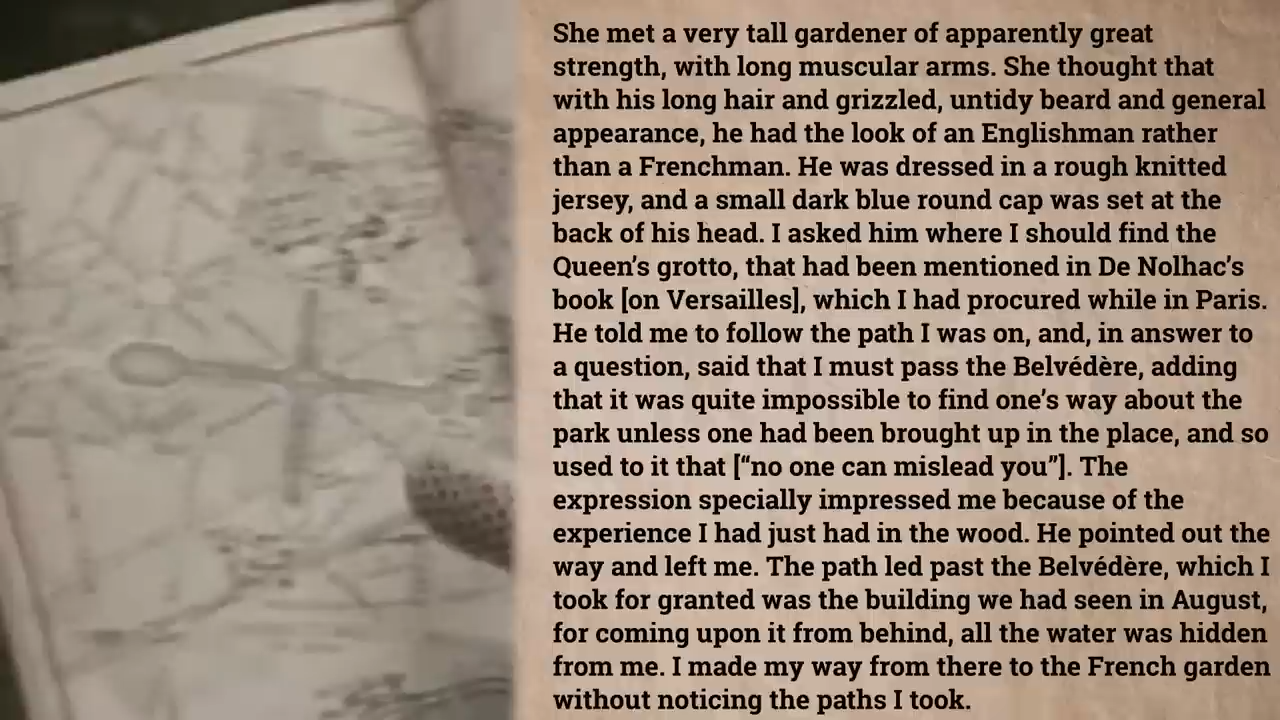 She met a very tall gardener of apparently great
strength, with long muscular arms. She thought that
with his long hair and grizzled, untidy beard and general
appearance, he had the look of an Englishman rather
than a Frenchman. He was dressed in a rough knitted
jersey, and a small dark blue round cap was set at the
back of his head. I asked him where I should find the
Queen’s grotto, that had been mentioned in De Nolhac’s
book [on Versailles], which I had procured while in Paris.
He told me to follow the path I was on, and, in answer to
a question, said that I must pass the Belvédère, adding
that it was quite impossible to find one’s way about the
park unless one had been brought up in the place, and so
used to it that [“no one can mislead you”]. The
expression specially impressed me because of the
experience I had just had in the wood. He pointed out the
way and left me. The path led past the Belvédère, which I
took for granted was the building we had seen in August,
for coming upon it from behind, all the water was hidden
from me. I made my way from there to the French garden
without noticing the paths I took.